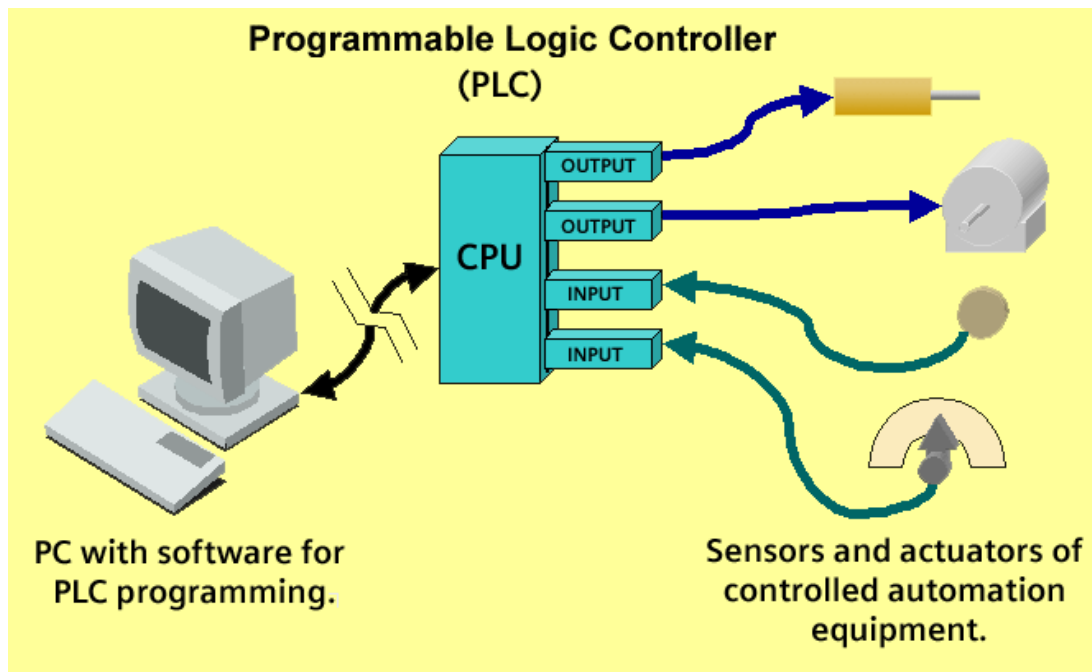 Programmable Logic Controller
(PLC)
OUTPUT
OUTPUT
CPU
INPUT
INPUT
PC with software for
PLC programming.
Sensors and actuators of
controlled automation
equipment.